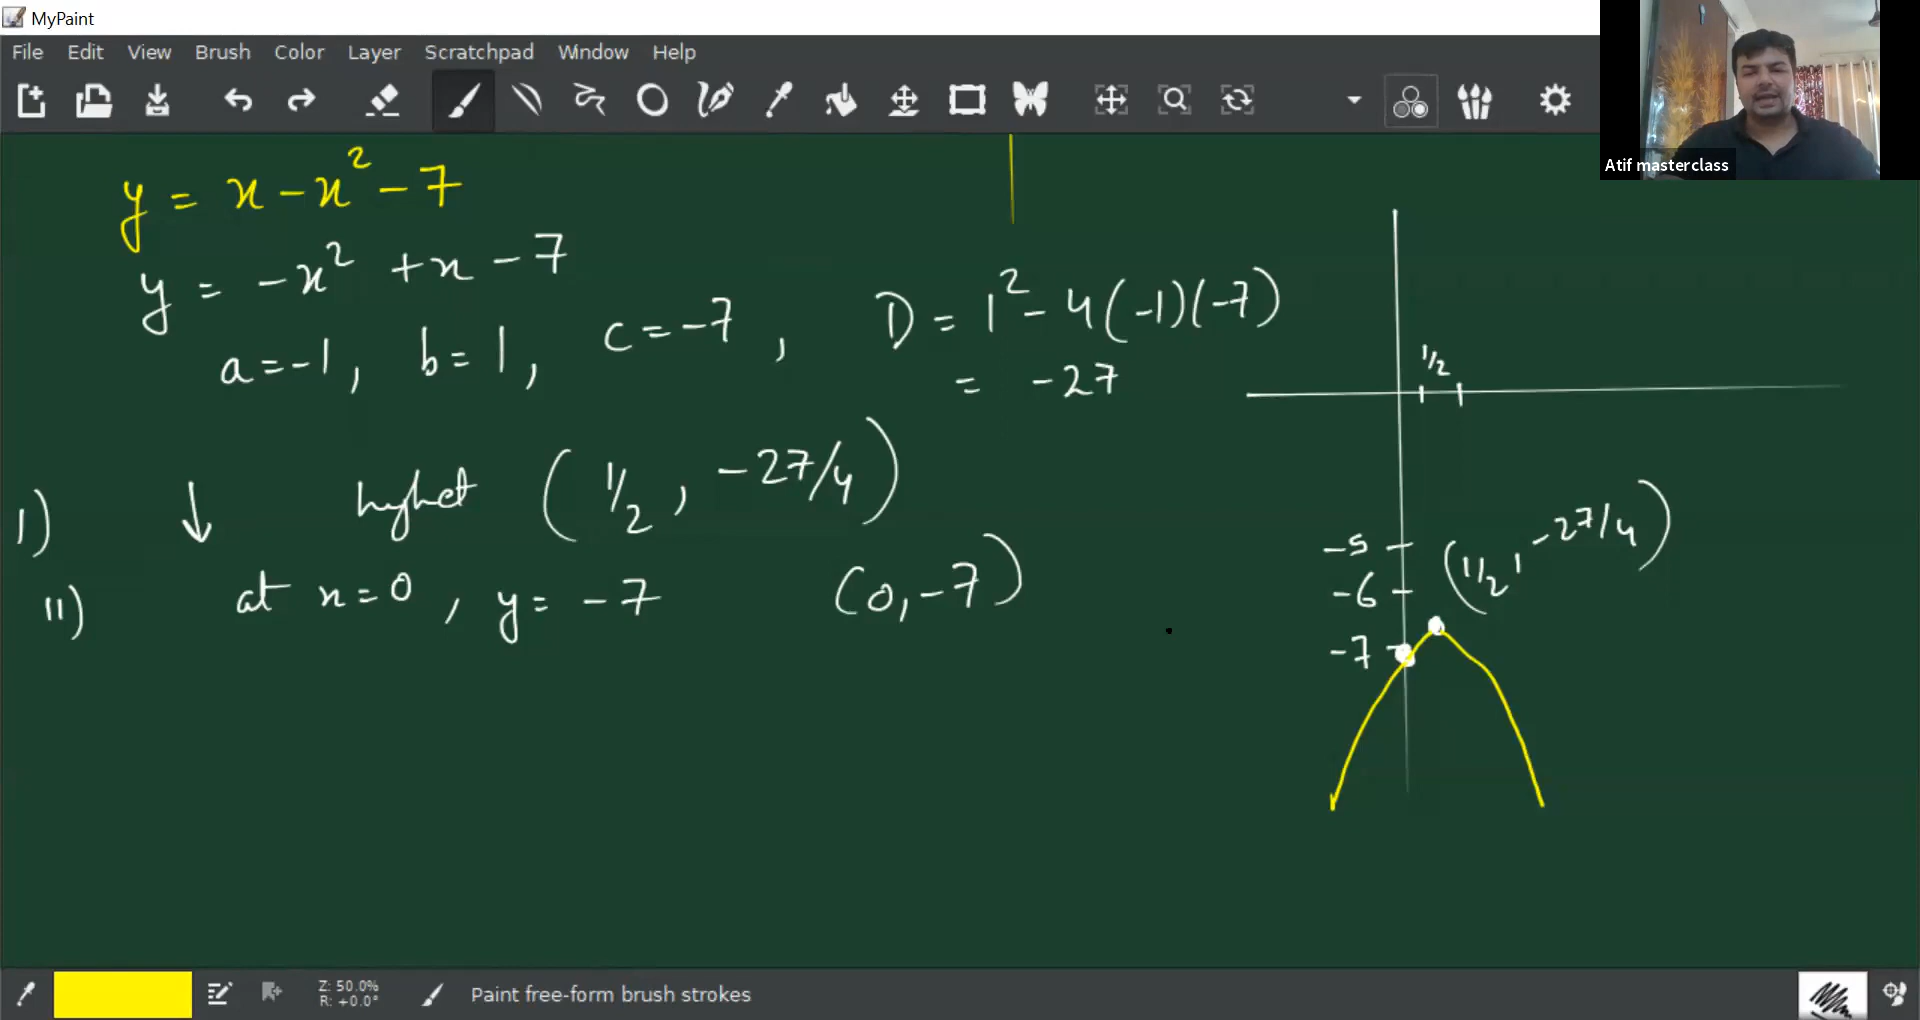 MyPaint
File Edit View Brush Color Layer Scratchpad Window Help
Atif masterclass
y = x - x² - 7
y = -x² + x - 7
a = -1, b = 1, c = -7, D = 1² - 4(-1)(-7)
= -27
I) ↓ highet (1/2, -27/4)
II) at x = 0, y = -7 (0, -7)
1/2
-5
(1/2, -27/4)
-6
-7
Z: 50.0%
R: +0.0°
Paint free-form brush strokes